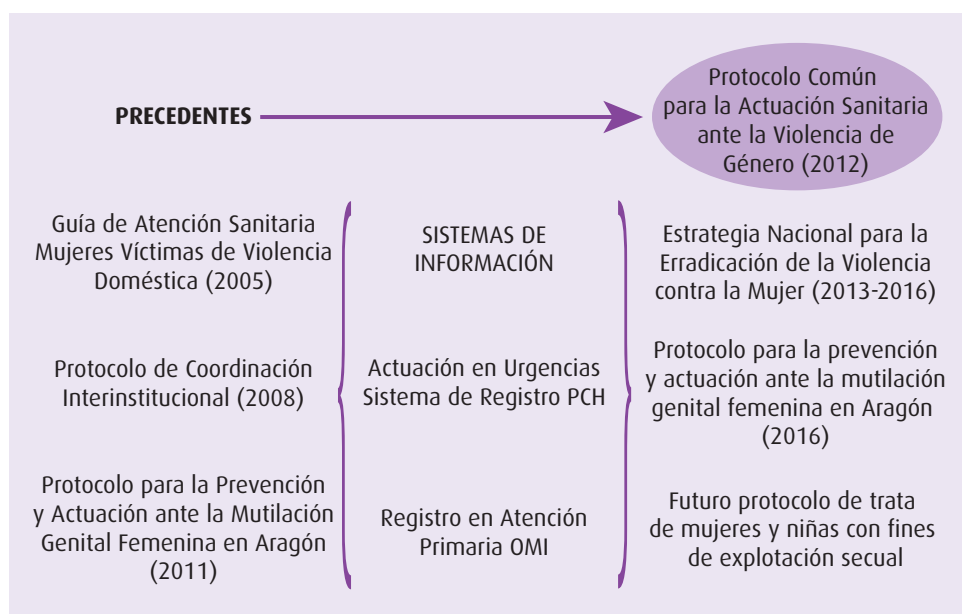 PRECEDENTES
Protocolo Común
para la Actuación Sanitaria
ante la Violencia de
Género (2012)
Guía de Atención Sanitaria
Mujeres Víctimas de Violencia
Doméstica (2005)
Protocolo de Coordinación
Interinstitucional (2008)
Protocolo para la Prevención
y Actuación ante la Mutilación
Genital Femenina en Aragón
(2011)
SISTEMAS DE
INFORMACIÓN
Actuación en Urgencias
Sistema de Registro PCH
Registro en Atención
Primaria OMI
Estrategia Nacional para la
Erradicación de la Violencia
contra la Mujer (2013-2016)
Protocolo para la prevención
y actuación ante la mutilación
genital femenina en Aragón
(2016)
Futuro protocolo de trata
de mujeres y niñas con fines
de explotación secual